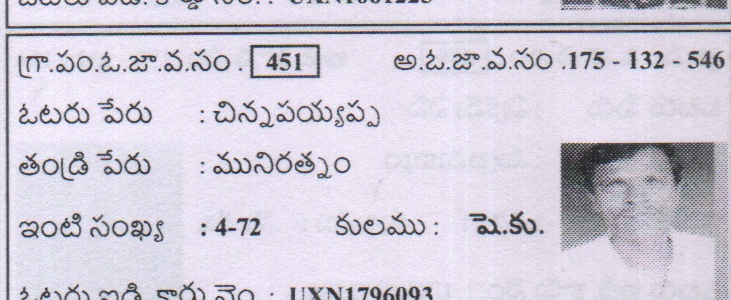 గ్రా.పం.ఓ.జా.వ.సం. 451 అ.ఓ.జా.వ.సం .175 - 132 - 546
ఓటరు పేరు : చిన్నపయ్యప్ప
తండ్రి పేరు : మునిరత్నం
ఇంటి సంఖ్య : 4-72 కులము : షె.కు.
ఓటరు ఐడి కార్డు నెం : UXN1796093